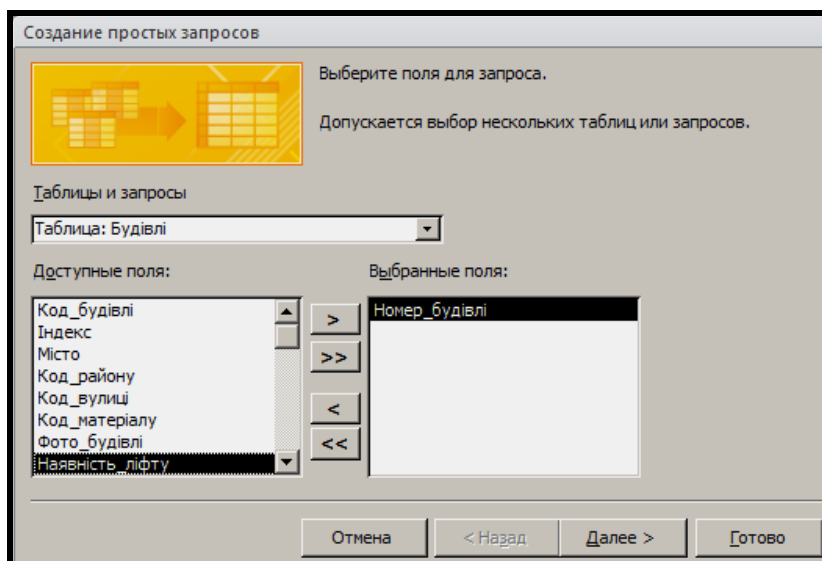 Создание простых запросов
Выберите поля для запроса.
Допускается выбор нескольких таблиц или запросов.
Таблицы и запросы
Таблица: Будівлі
Доступные поля:
Выбранные поля:
Код_будівлі
Індекс
Місто
Код_району
Код_вулиці
Код_матеріалу
Фото_будівлі
Наявність_ліфту
>
>>
<
<<
Номер_будівлі
Отмена
< Назад
Далее >
Готово